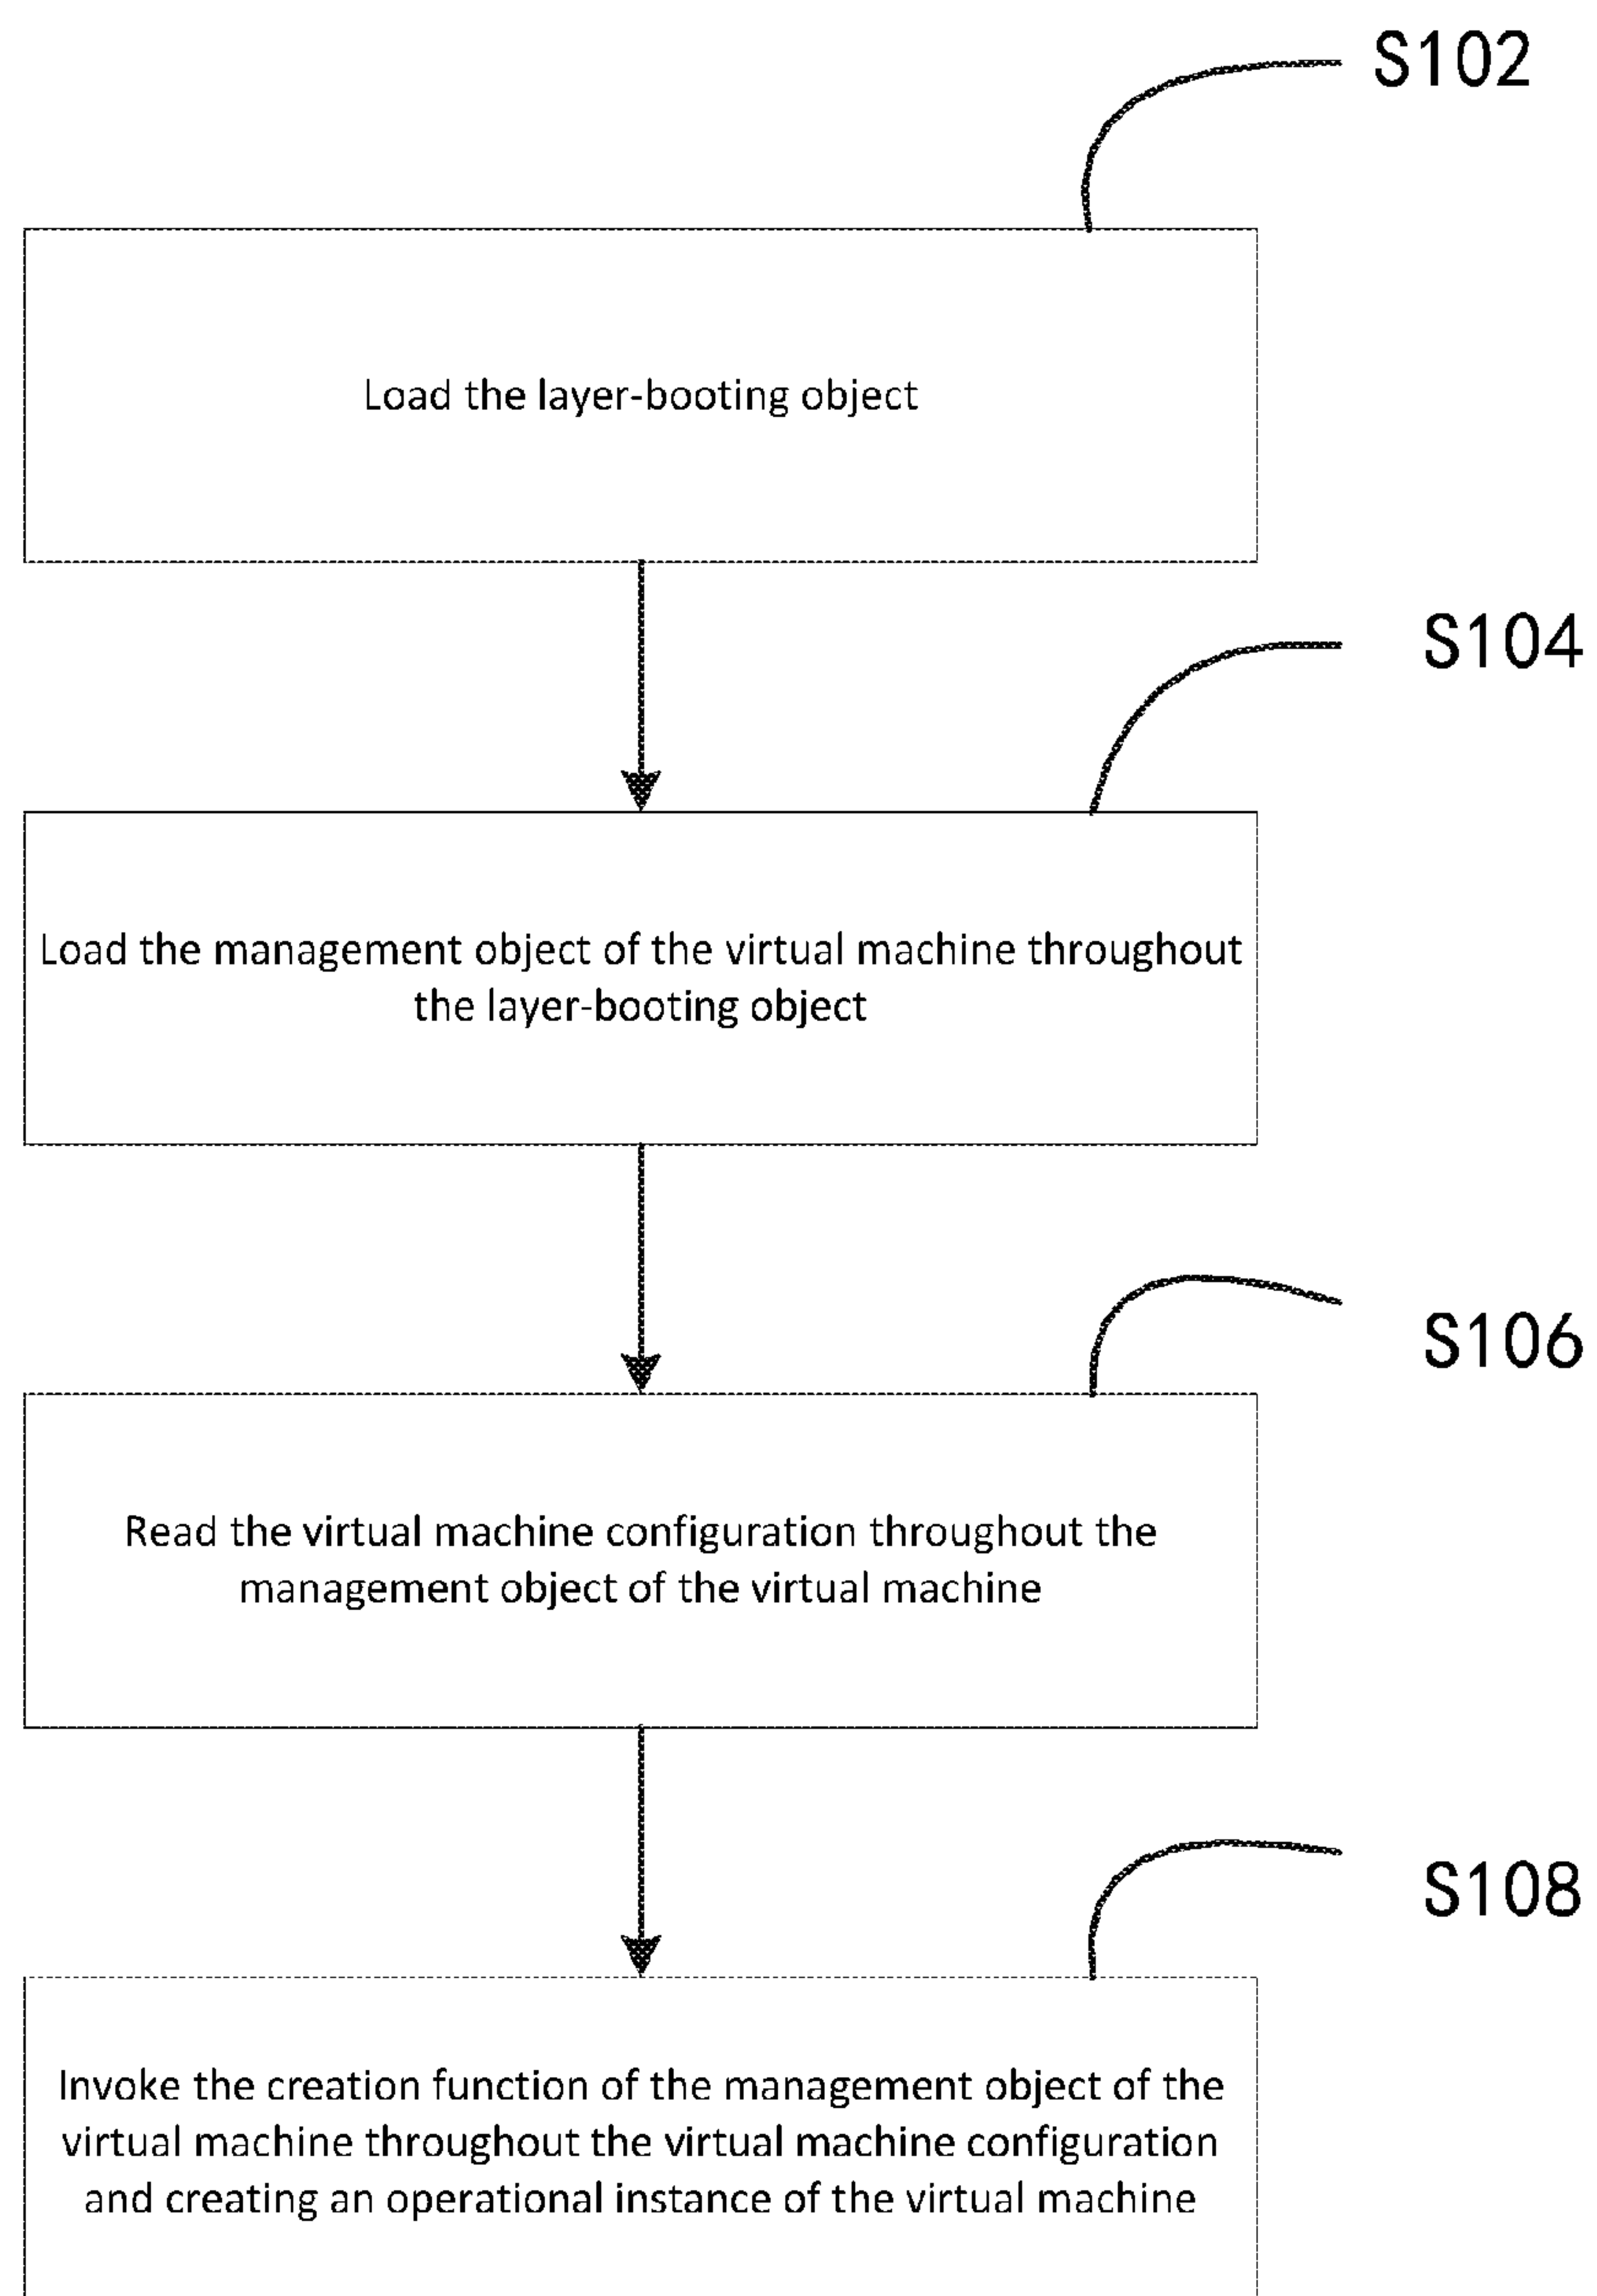 S102
Load the layer-booting object
S104
Load the management object of the virtual machine throughout
the layer-booting object
S106
Read the virtual machine configuration throughout the
management object of the virtual machine
S108
Invoke the creation function of the management object of the
virtual machine throughout the virtual machine configuration
and creating an operational instance of the virtual machine